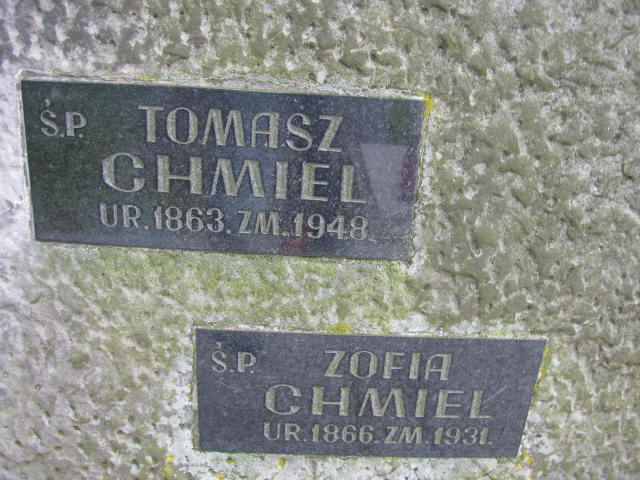 Ś.P. TOMASZ
CHMIEL
UR.1863. ZM.1948.
Ś.P. ZOFIA
CHMIEL
UR.1866. ZM.1931.